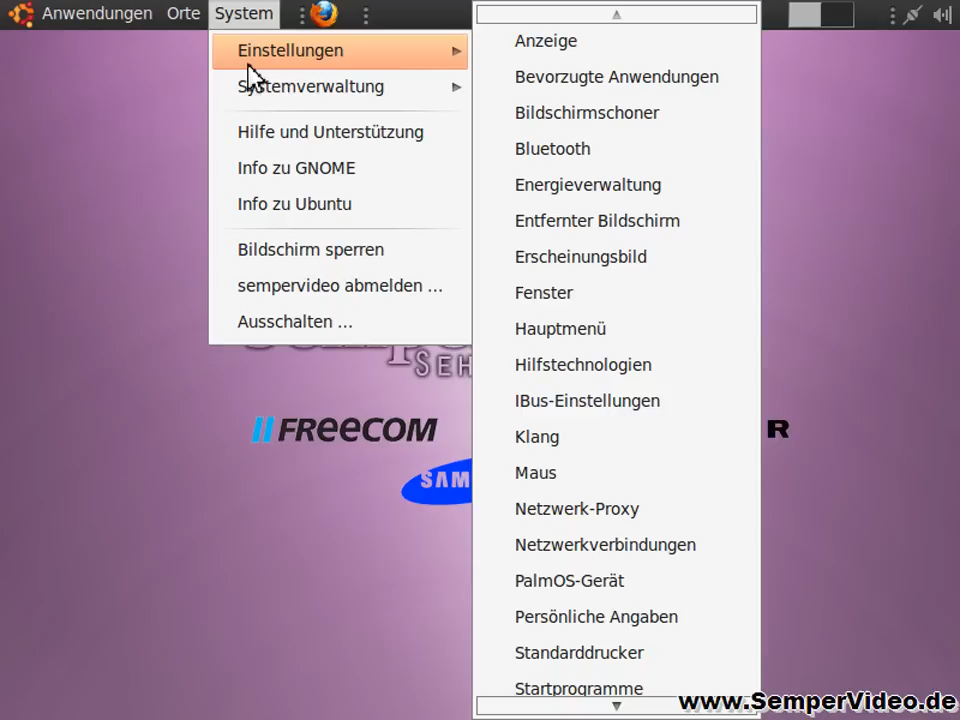 Anwendungen Orte System
Einstellungen
Systemverwaltung
Hilfe und Unterstützung
Info zu GNOME
Info zu Ubuntu
Bildschirm sperren
sempervideo abmelden ...
Ausschalten ...
Anzeige
Bevorzugte Anwendungen
Bildschirmschoner
Bluetooth
Energieverwaltung
Entfernter Bildschirm
Erscheinungsbild
Fenster
Hauptmenü
Hilfstechnologien
IBus-Einstellungen
Klang
Maus
Netzwerk-Proxy
Netzwerkverbindungen
PalmOS-Gerät
Persönliche Angaben
Standarddrucker
Startprogramme
SEH
FREECOM
R
SAM
www.SemperVideo.de